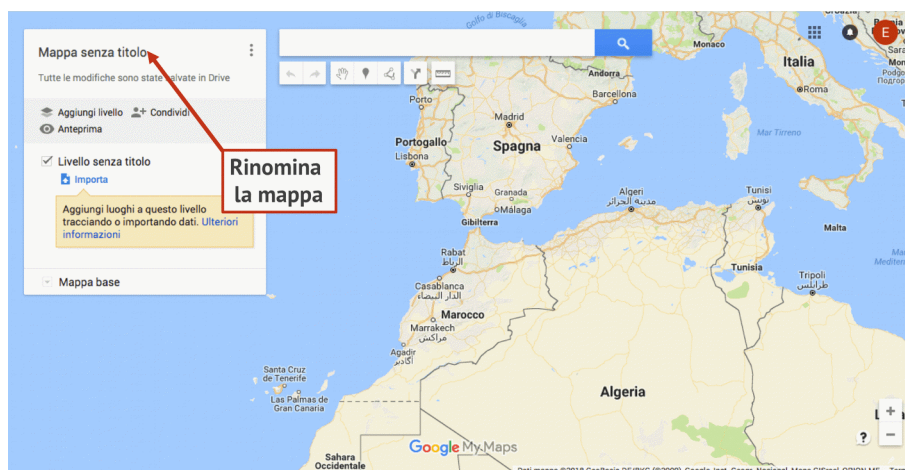 Mappa senza titolo
Tutte le modifiche sono state salvate in Drive
Aggiungi livello
Condividi
Anteprima
Livello senza titolo
Importa
Aggiungi luoghi a questo livello
tracciando o importando dati. Ulteriori
informazioni
Mappa base
Rinomina
la mappa
E
Golfo di Biscaglia
Monaco
Italia
Roma
Andorra
Barcellona
Porto
Madrid
Portogallo
Spagna
Valencia
Lisbona
Mar Tirreno
Siviglia
Granada
Málaga
Gibilterra
Algeri
مدينة الجزائر
Tunisi
تونس
Malta
Rabat
الرباط
Tunisia
Tripoli
طرابلس
Casablanca
الدار البيضاء
Marocco
Marrakech
مراكش
Agadir
أكادير
Santa Cruz
de Tenerife
Las Palmas de
Gran Canaria
Algeria
Sahara
Occidentale
Google My Maps
+
?
−